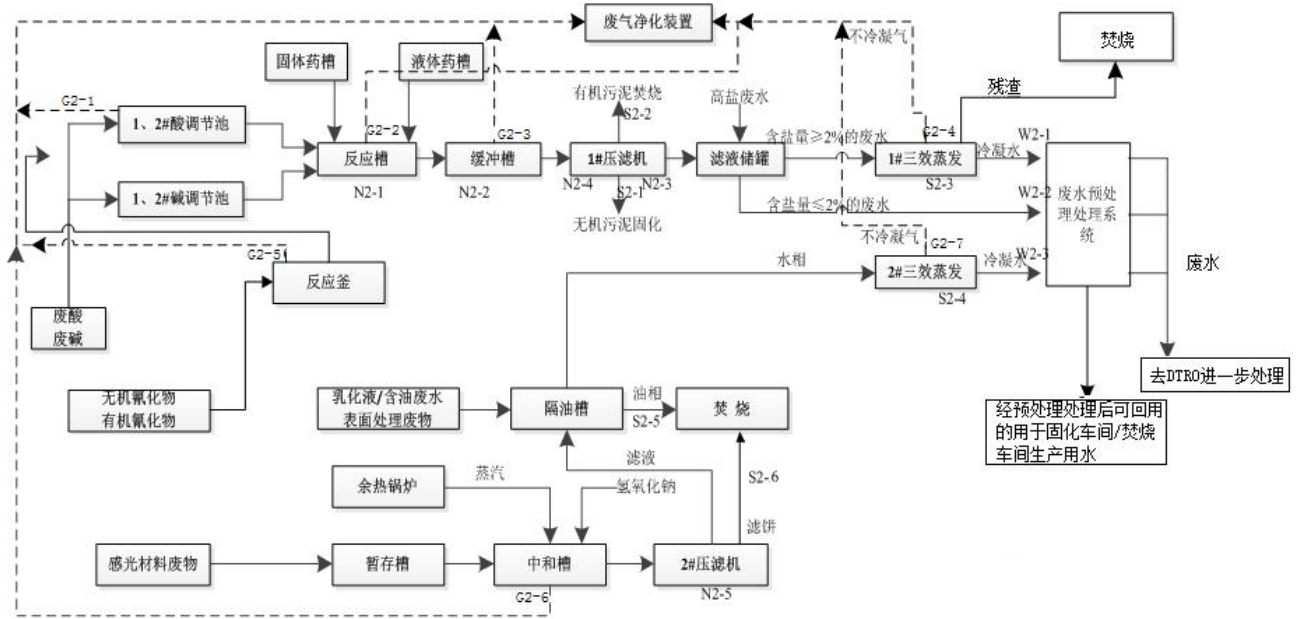 废气净化装置
不冷凝气
焚烧
固体药槽
液体药槽
残渣
G2-1
有机污泥焚烧
S2-2
高盐废水
1、2#酸调节池
G2-2
G2-3
含盐量≥2%的废水
G2-4
W2-1
反应槽
缓冲槽
1#压滤机
滤液储罐
1#三效蒸发
冷凝水
N2-1
N2-2
N2-4
S2-1
N2-3
S2-3
1、2#碱调节池
含盐量≤2%的废水
W2-2
废水预处
理处理系
统
无机污泥固化
不冷凝气
G2-7
G2-5
水相
W2-3
反应釜
2#三效蒸发
冷凝水
废水
S2-4
废酸
废碱
去DTRO进一步处理
无机氰化物
有机氰化物
乳化液/含油废水
表面处理废物
隔油槽
油相
S2-5
焚 烧
经预处理处理后可回用
的用于固化车间/焚烧
车间生产用水
滤液
余热锅炉
蒸汽
氢氧化钠
S2-6
滤饼
感光材料废物
暂存槽
中和槽
2#压滤机
G2-6
N2-5